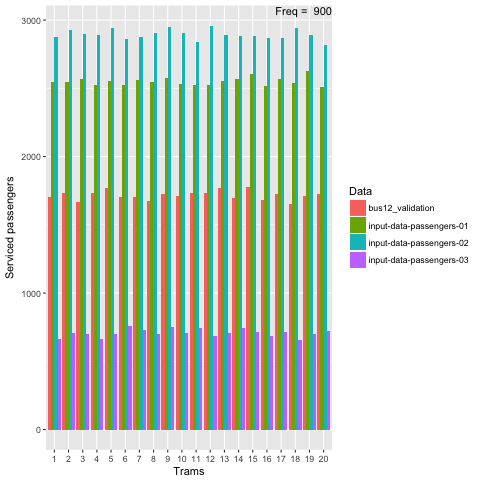 Freq = 900
3000
2000
1000
0
Serviced passengers
1 2 3 4 5 6 7 8 9 10 11 12 13 14 15 16 17 18 19 20
Trams
Data
bus12_validation
input-data-passengers-01
input-data-passengers-02
input-data-passengers-03